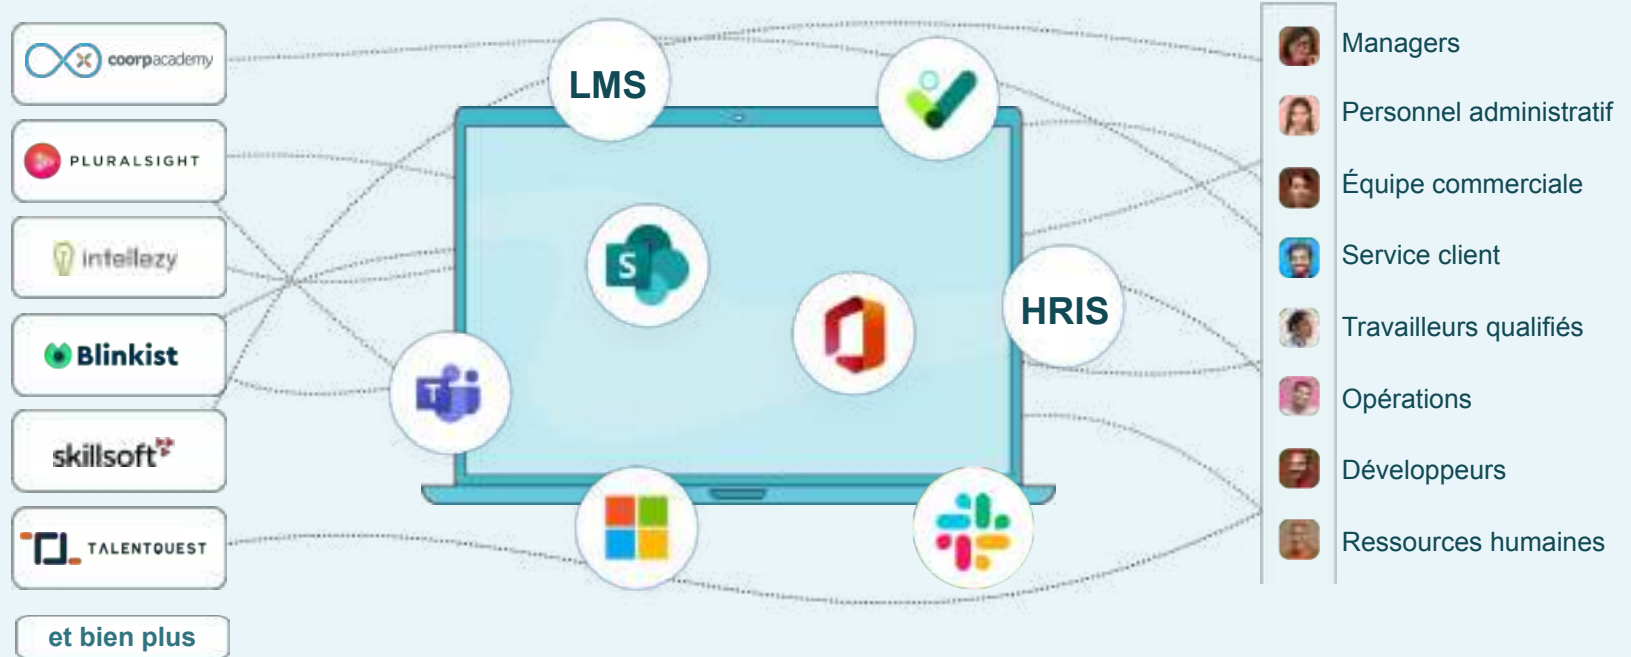 coorpacademy
PLURALSIGHT
intellezy
Blinkist
skillsoft
TALENTQUEST
et bien plus
LMS
S
HRIS
T
Managers
Personnel administratif
Équipe commerciale
Service client
Travailleurs qualifiés
Opérations
Développeurs
Ressources humaines